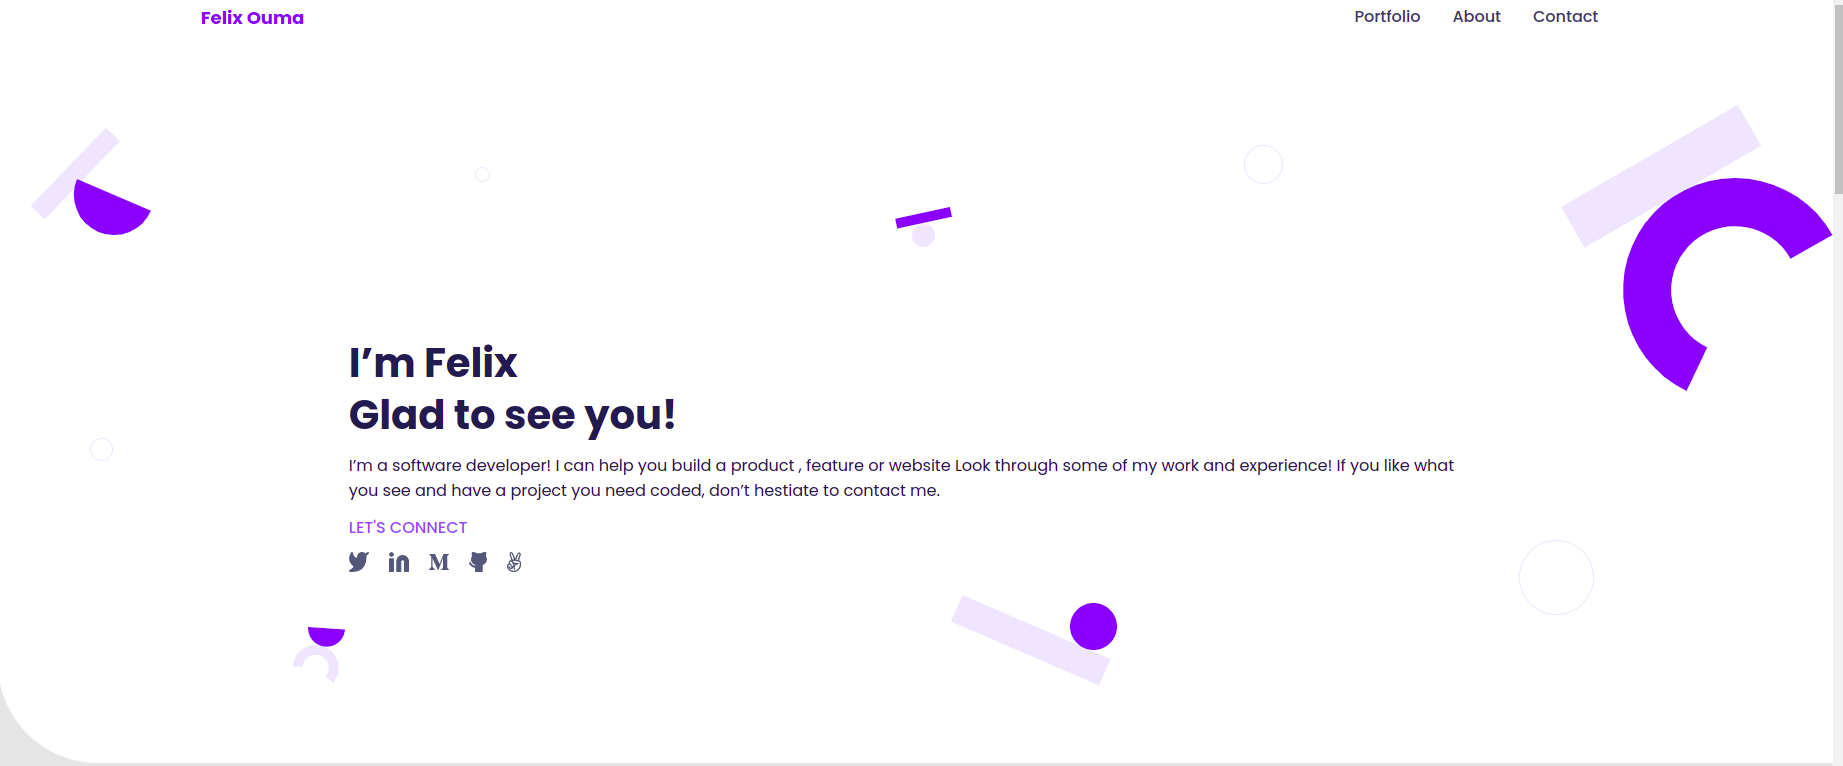 Felix Ouma
Portfolio About Contact
I’m Felix
Glad to see you!
I’m a software developer! I can help you build a product , feature or website Look through some of my work and experience! If you like what
you see and have a project you need coded, don’t hestiate to contact me.
LET'S CONNECT